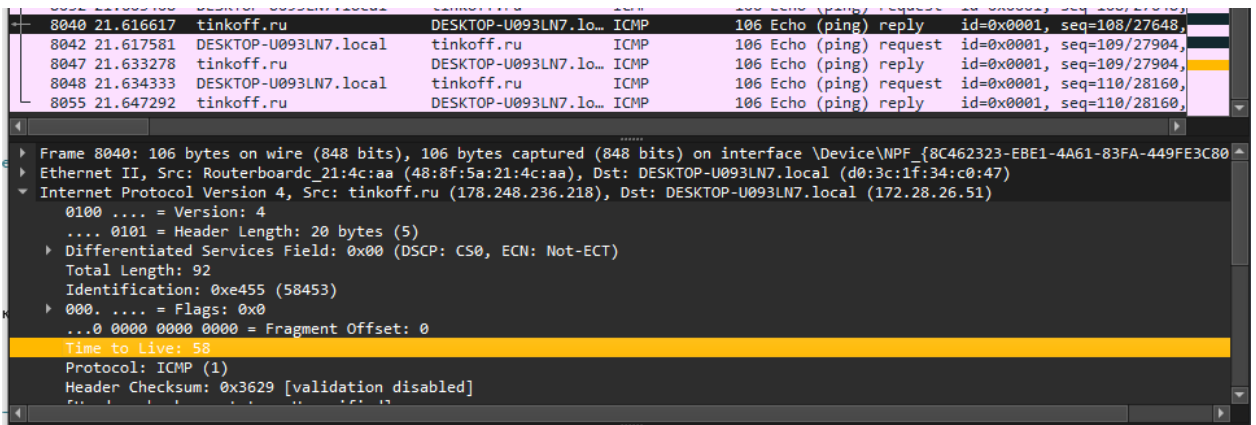 8040 21.616617 tinkoff.ru DESKTOP-U093LN7.lo… ICMP 106 Echo (ping) reply id=0x0001, seq=108/27648,
8042 21.617581 DESKTOP-U093LN7.local tinkoff.ru ICMP 106 Echo (ping) request id=0x0001, seq=109/27904,
8047 21.633278 tinkoff.ru DESKTOP-U093LN7.lo… ICMP 106 Echo (ping) reply id=0x0001, seq=109/27904,
8048 21.634333 DESKTOP-U093LN7.local tinkoff.ru ICMP 106 Echo (ping) request id=0x0001, seq=110/28160,
8055 21.647292 tinkoff.ru DESKTOP-U093LN7.lo… ICMP 106 Echo (ping) reply id=0x0001, seq=110/28160,
Frame 8040: 106 bytes on wire (848 bits), 106 bytes captured (848 bits) on interface \Device\NPF_{8C462323-EBE1-4A61-83FA-449FE3C80
Ethernet II, Src: Routerboardc_21:4c:aa (48:8f:5a:21:4c:aa), Dst: DESKTOP-U093LN7.local (d0:3c:1f:34:c0:47)
Internet Protocol Version 4, Src: tinkoff.ru (178.248.236.218), Dst: DESKTOP-U093LN7.local (172.28.26.51)
0100 .... = Version: 4
.... 0101 = Header Length: 20 bytes (5)
Differentiated Services Field: 0x00 (DSCP: CS0, ECN: Not-ECT)
Total Length: 92
Identification: 0xe455 (58453)
000. .... = Flags: 0x0
...0 0000 0000 0000 = Fragment Offset: 0
Time to Live: 58
Protocol: ICMP (1)
Header Checksum: 0x3629 [validation disabled]